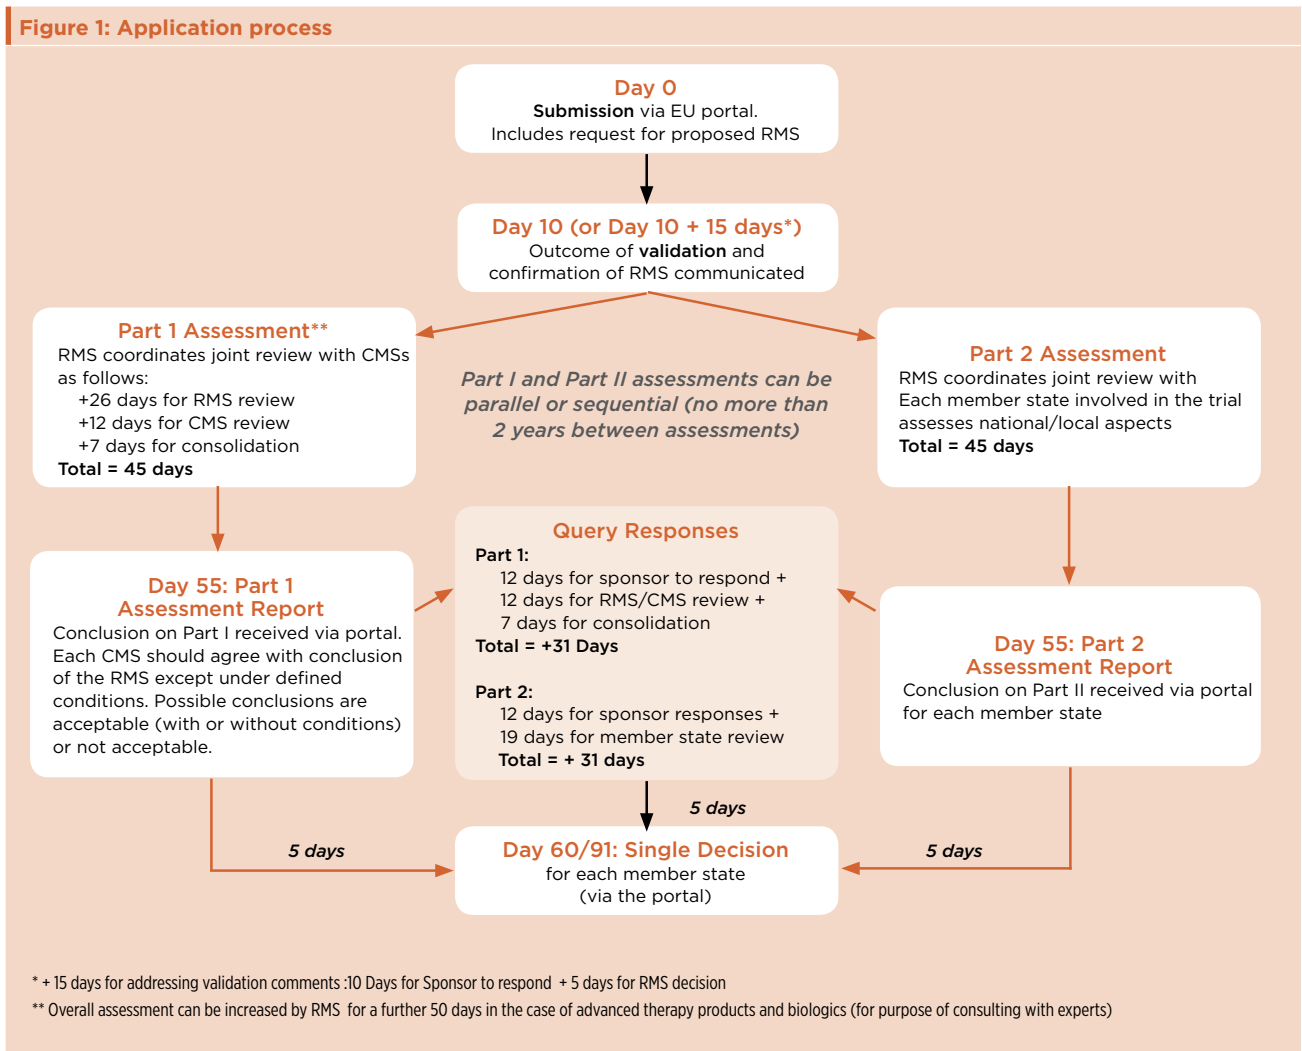 Figure 1: Application process
Day 0
Submission via EU portal.
Includes request for proposed RMS
Day 10 (or Day 10 + 15 days*)
Outcome of validation and
confirmation of RMS communicated
Part 1 Assessment**
RMS coordinates joint review with CMSs
as follows:
+26 days for RMS review
+12 days for CMS review
+7 days for consolidation
Total = 45 days
Part I and Part II assessments can be
parallel or sequential (no more than
2 years between assessments)
Part 2 Assessment
RMS coordinates joint review with
Each member state involved in the trial
assesses national/local aspects
Total = 45 days
Day 55: Part 1
Assessment Report
Conclusion on Part I received via portal.
Each CMS should agree with conclusion
of the RMS except under defined
conditions. Possible conclusions are
acceptable (with or without conditions)
or not acceptable.
Query Responses
Part 1:
12 days for sponsor to respond +
12 days for RMS/CMS review +
7 days for consolidation
Total = +31 Days
Part 2:
12 days for sponsor responses +
19 days for member state review
Total = + 31 days
Day 55: Part 2
Assessment Report
Conclusion on Part II received via portal
for each member state
5 days
5 days
5 days
Day 60/91: Single Decision
for each member state
(via the portal)
* + 15 days for addressing validation comments :10 Days for Sponsor to respond + 5 days for RMS decision
** Overall assessment can be increased by RMS for a further 50 days in the case of advanced therapy products and biologics (for purpose of consulting with experts)